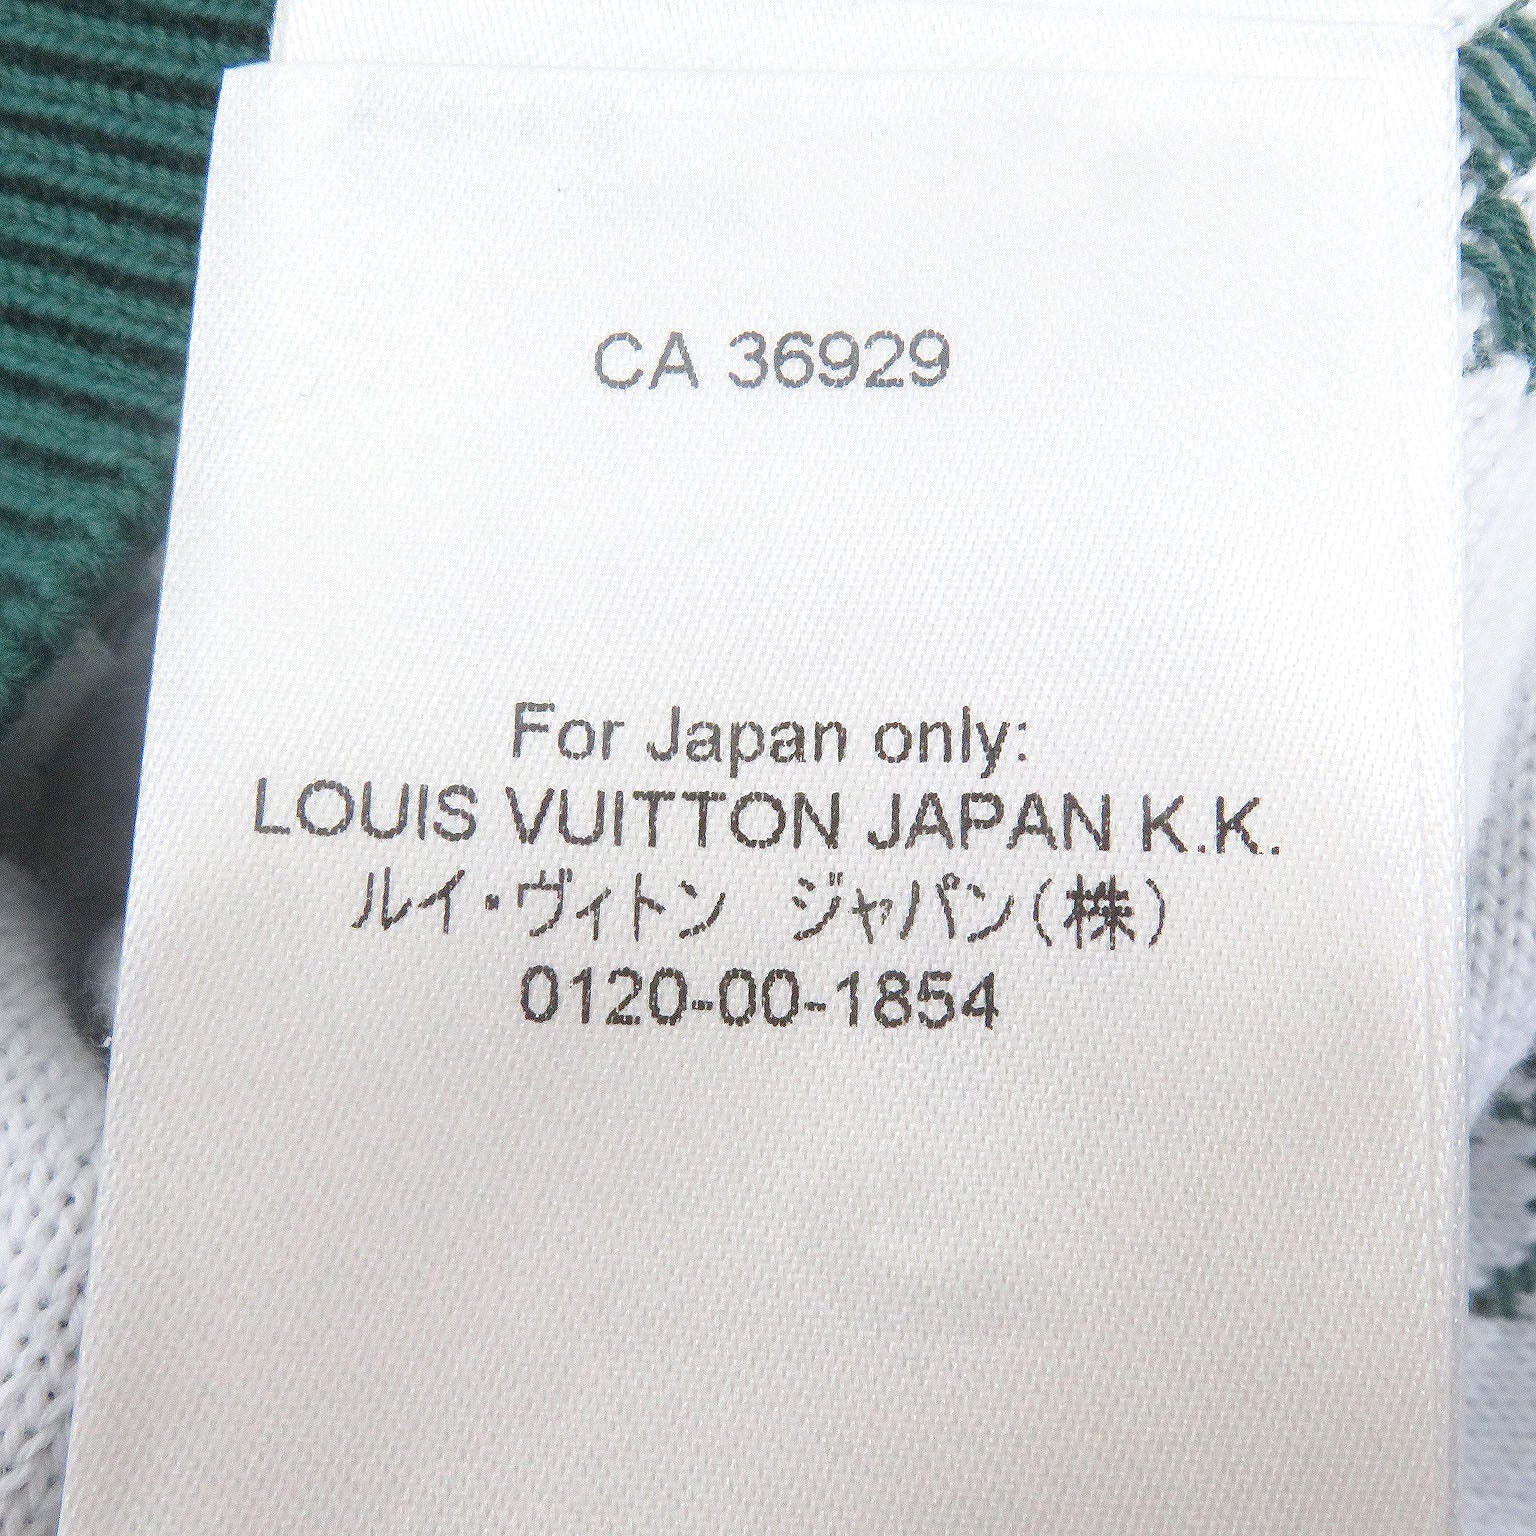 CA 36929
For Japan only:
LOUIS VUITTON JAPAN K.K.
ルイ・ヴィトン　ジャパン(株)
0120-00-1854